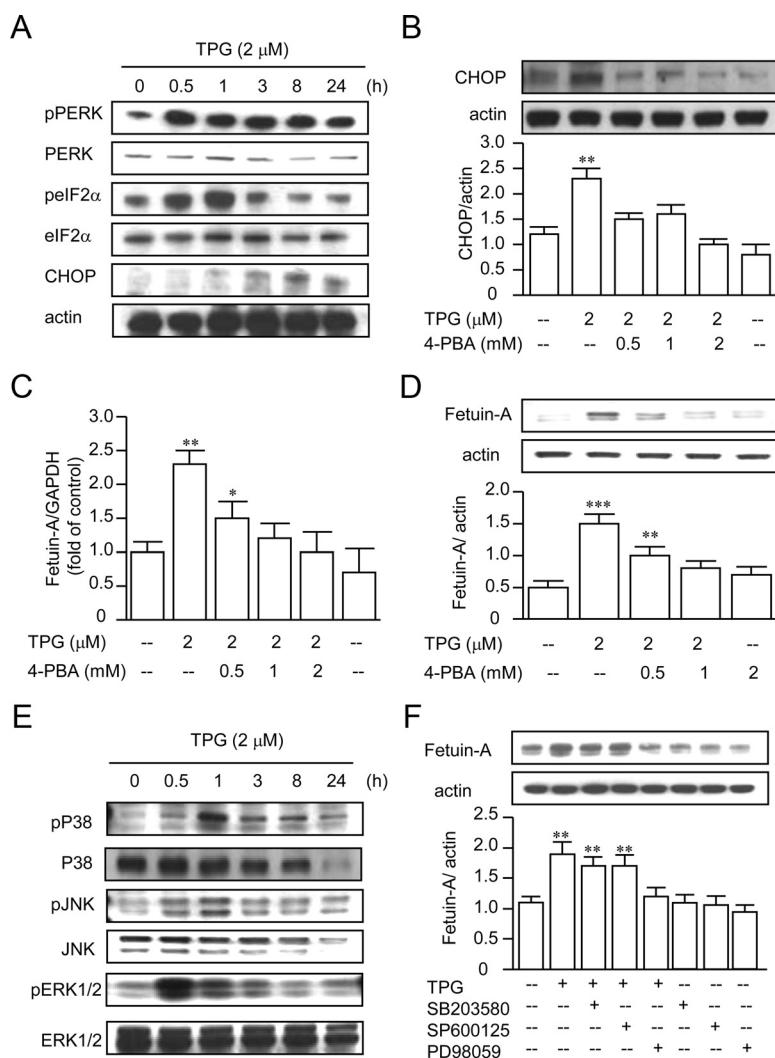 A
TPG (2 μM)
0 0.5 1 3 8 24 (h)
pPERK
PERK
peIF2α
eIF2α
CHOP
actin
B
CHOP
actin
CHOP/actin
3.0
2.5
2.0
1.5
1.0
0.5
0
**
TPG (μM) -- 2 2 2 2 --
4-PBA (mM) -- -- 0.5 1 2 --
C
Fetuin-A/GAPDH
(fold of control)
3.0
2.5
2.0
1.5
1.0
0.5
0
** *
TPG (μM) -- 2 2 2 2 --
4-PBA (mM) -- -- 0.5 1 2 --
D
Fetuin-A
actin
Fetuin-A/ actin
2.0
1.5
1.0
0.5
0
*** **
TPG (μM) -- 2 2 2 --
4-PBA (mM) -- -- 0.5 1 2
E
TPG (2 μM)
0 0.5 1 3 8 24 (h)
pP38
P38
pJNK
JNK
pERK1/2
ERK1/2
F
Fetuin-A
actin
Fetuin-A/ actin
2.5
2.0
1.5
1.0
0.5
0
** ** **
TPG -- + + + + -- -- --
SB203580 -- -- + -- -- + -- --
SP600125 -- -- -- + -- -- + --
PD98059 -- -- -- -- + -- -- +